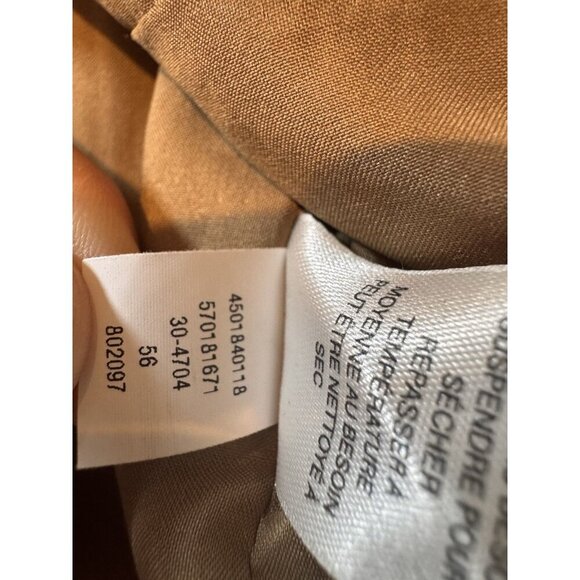 4501840118
570181671
30-4704
56
802097
SUSPENDRE POUR
SÉCHER
REPASSER A
TEMPÉRATURE
MOYENNE AU BESOIN
PEUT ÊTRE NETTOYÉ A
SEC